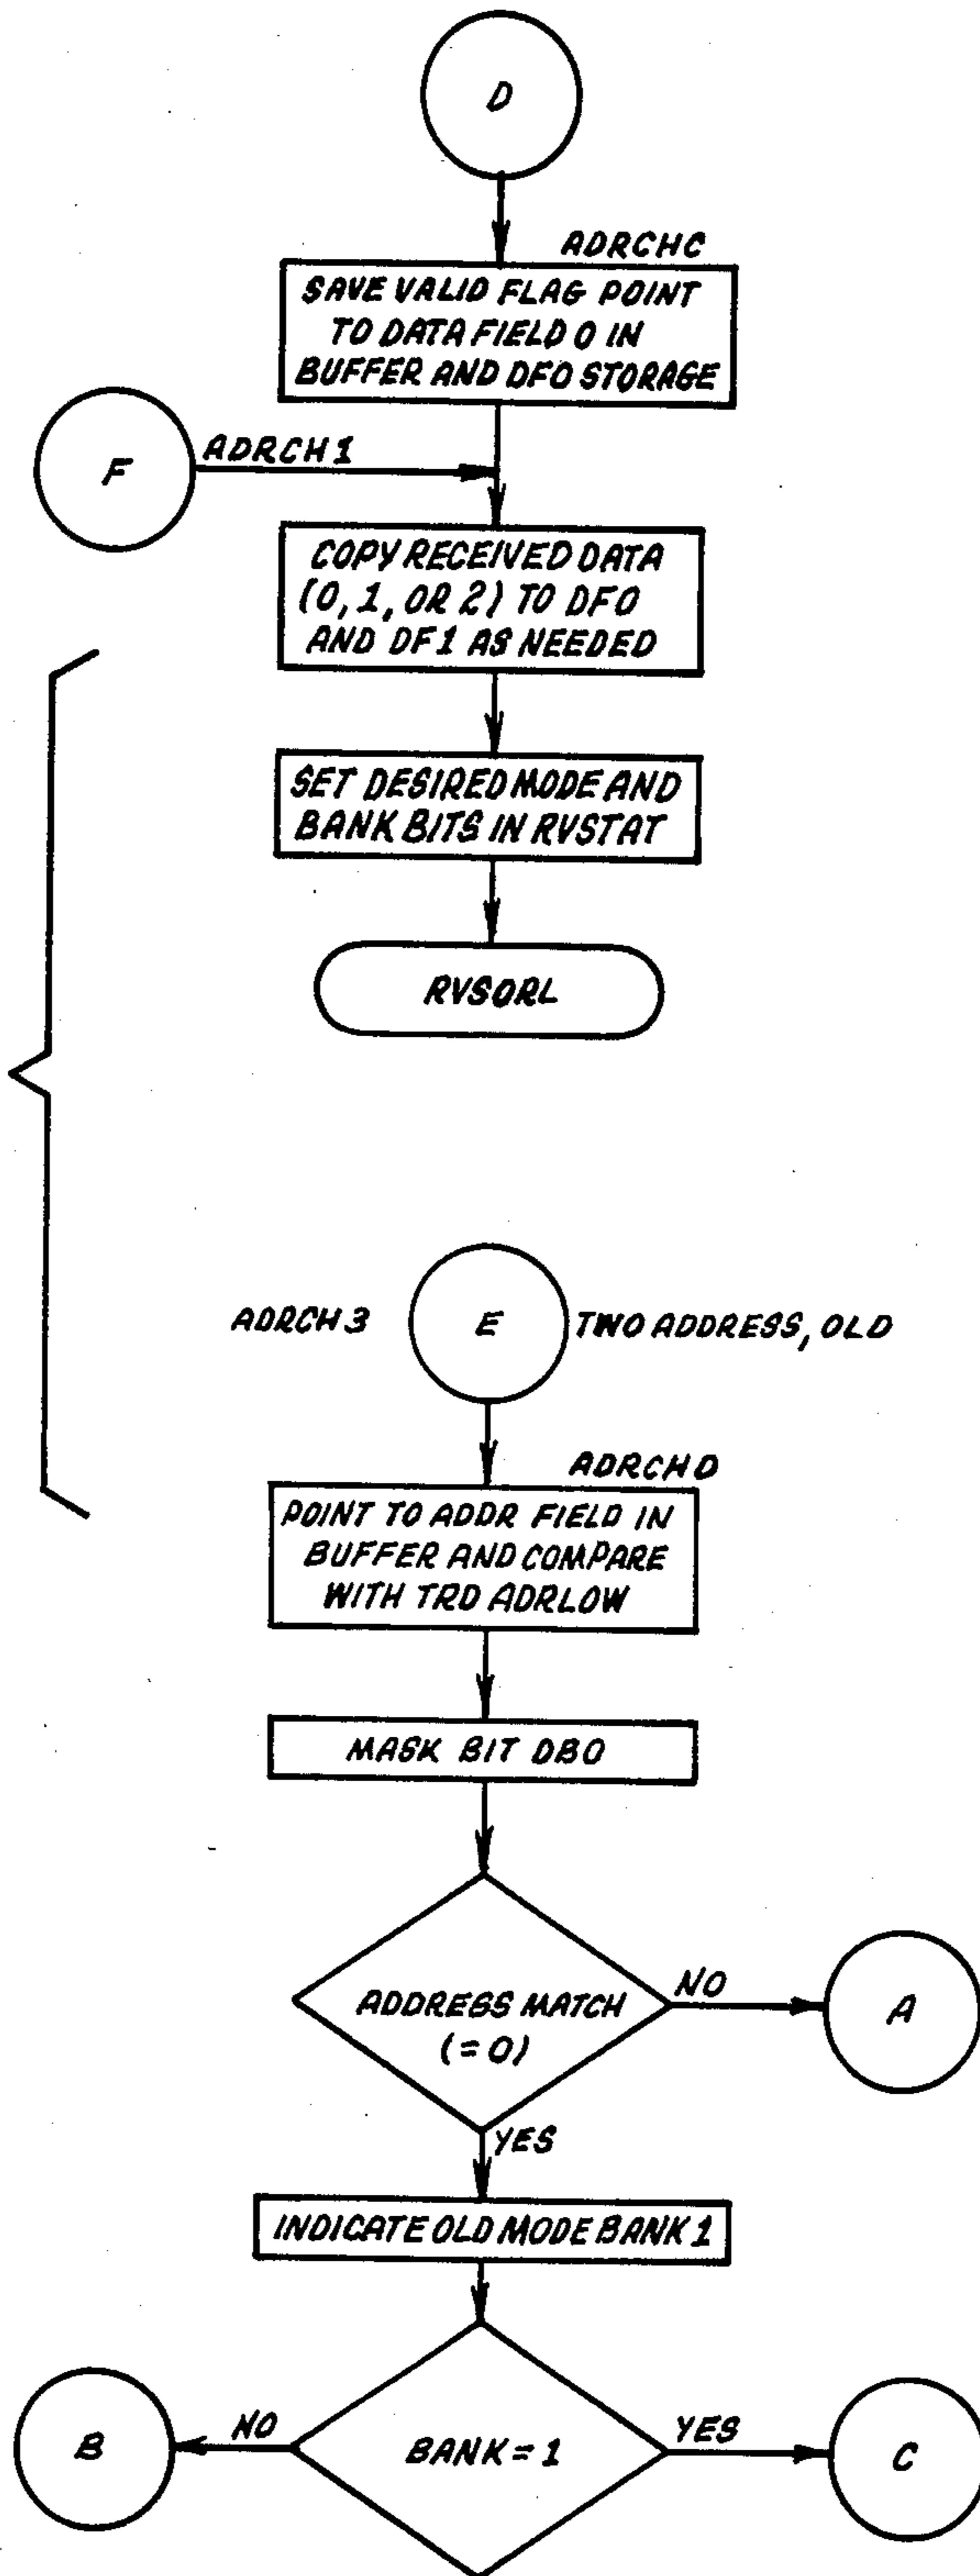 D
ADRCHC
SAVE VALID FLAG POINT
TO DATA FIELD 0 IN
BUFFER AND DF0 STORAGE
F
ADRCH1
COPY RECEIVED DATA
(0, 1, OR 2) TO DF0
AND DF1 AS NEEDED
SET DESIRED MODE AND
BANK BITS IN RVSTAT
RVSORL
ADRCH3
E
TWO ADDRESS, OLD
ADRCHD
POINT TO ADDR FIELD IN
BUFFER AND COMPARE
WITH TRD ADRLOW
MASK BIT DB0
ADDRESS MATCH
(=0)
NO
A
YES
INDICATE OLD MODE BANK 1
B
NO
BANK = 1
YES
C